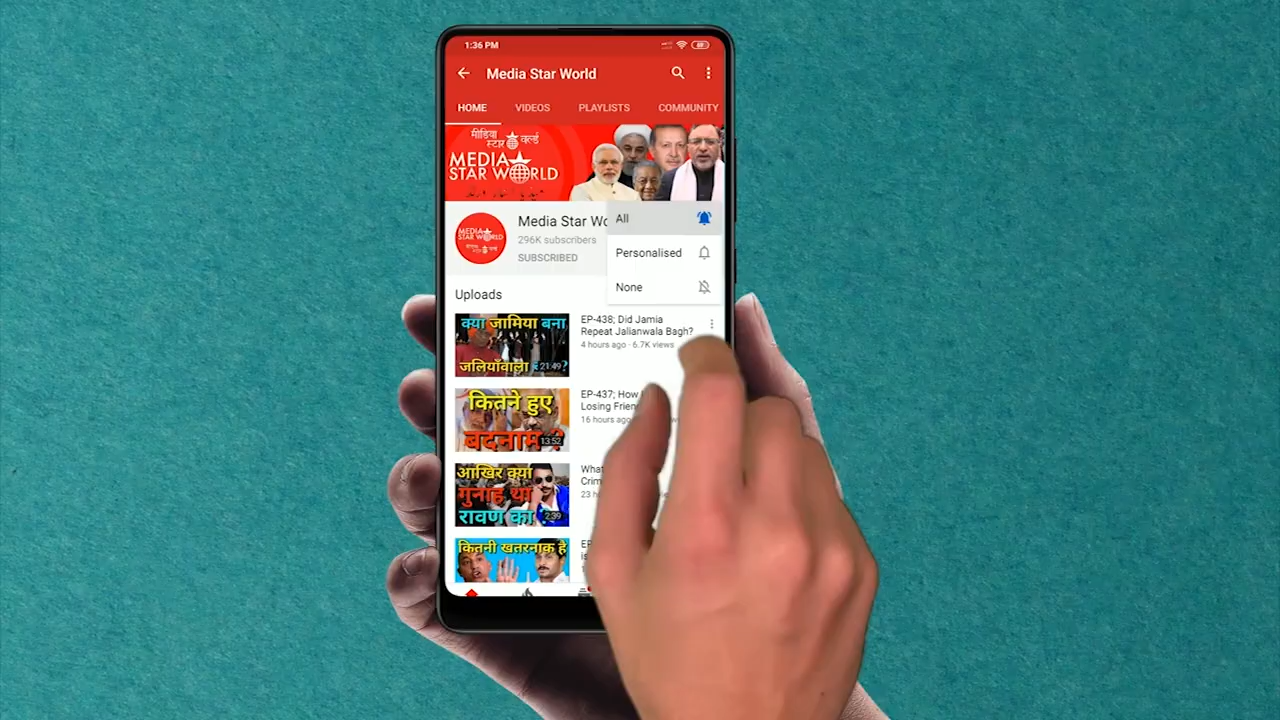 1:36 PM
Media Star World
HOME VIDEOS PLAYLISTS COMMUNITY
मीडिया
स्टार वर्ल्ड
MEDIA
STAR WORLD
Media Star Wo
296K subscribers
SUBSCRIBED
MEDIA
STAR WORLD
All
Personalised
None
Uploads
क्या जामिया बना
जलियाँवाला
21:49
EP-438; Did Jamia
Repeat Jalianwala Bagh?
4 hours ago · 6.7K views
कितने हुए
बदनाम ?
13:52
EP-437; How
Losing Frien
16 hours ago
आखिर क्या
गुनाह था
रावण का
2:39
What
Crim
23 h
कितनी खतरनाक है
EP